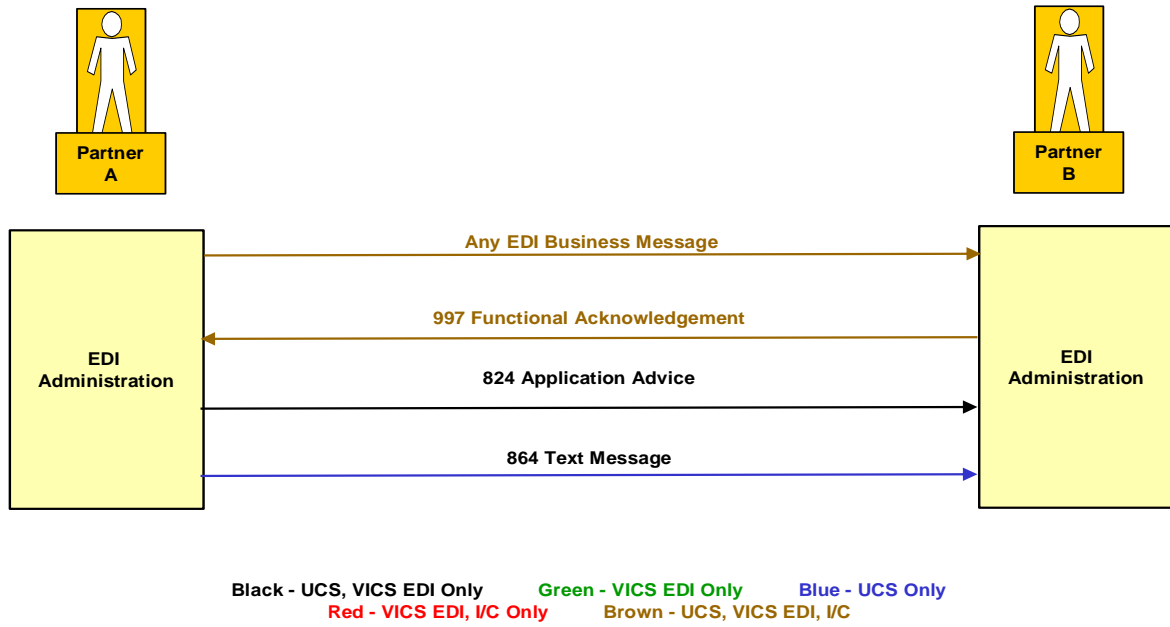 Partner
A
Partner
B
Any EDI Business Message
997 Functional Acknowledgement
EDI
Administration
EDI
Administration
824 Application Advice
864 Text Message
Black - UCS, VICS EDI Only
Green - VICS EDI Only
Blue - UCS Only
Red - VICS EDI, I/C Only
Brown - UCS, VICS EDI, I/C